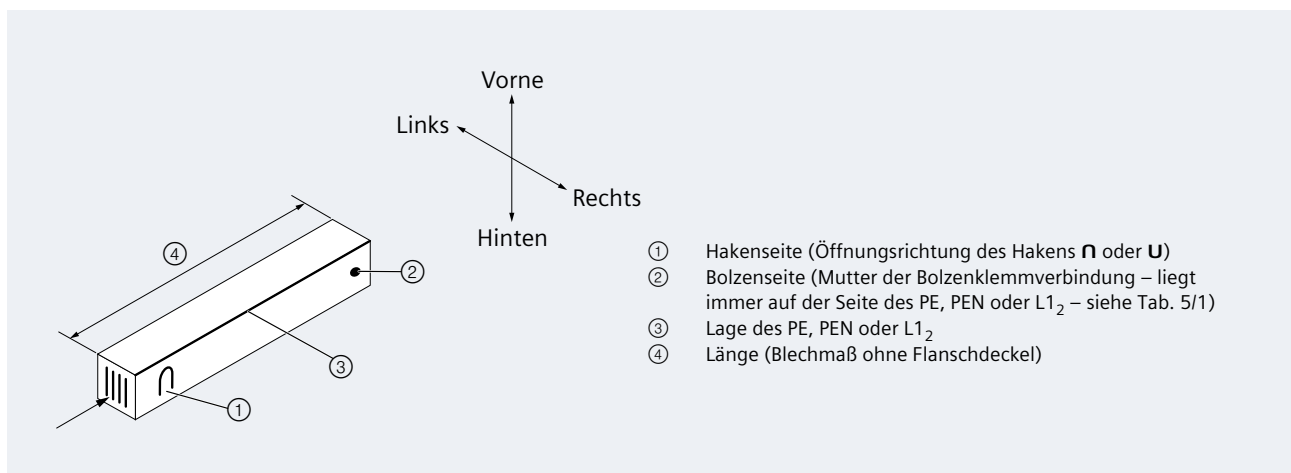 Vorne
Links
Rechts
Hinten
④
②
③
①
① Hakenseite (Öffnungsrichtung des Hakens ∩ oder U)
② Bolzenseite (Mutter der Bolzenklemmverbindung – liegt
immer auf der Seite des PE, PEN oder L1₂ – siehe Tab. 5/1)
③ Lage des PE, PEN oder L1₂
④ Länge (Blechmaß ohne Flanschdeckel)